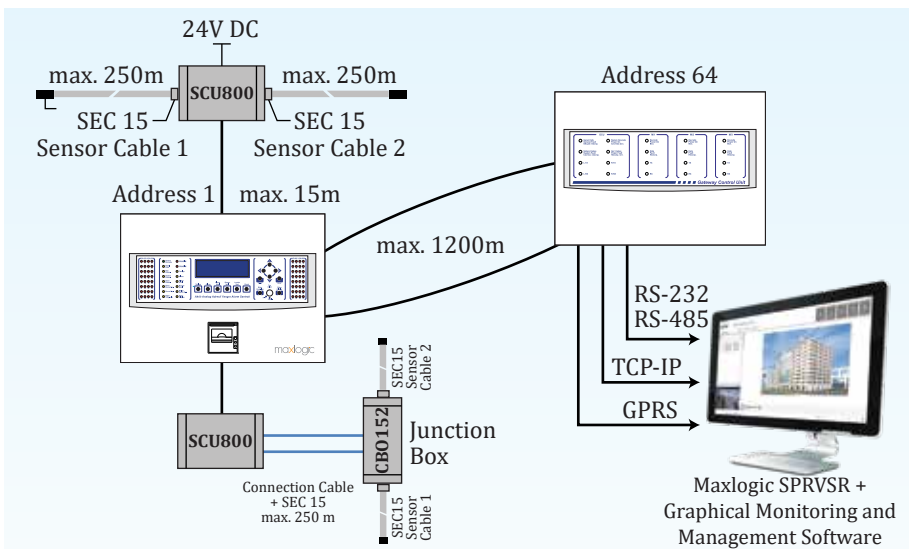 24V DC
max. 250m
SCU800
max. 250m
SEC 15
Sensor Cable 1
SEC 15
Sensor Cable 2
Address 64
Gateway Control Unit
Address 1
max. 15m
max. 1200m
maxlogic
RS-232
RS-485
TCP-IP
GPRS
SCU800
CBO152
SEC15
Sensor
Cable 2
Junction
Box
SEC15
Sensor
Cable 1
Connection Cable
+ SEC 15
max. 250 m
Maxlogic SPRVSR +
Graphical Monitoring and
Management Software